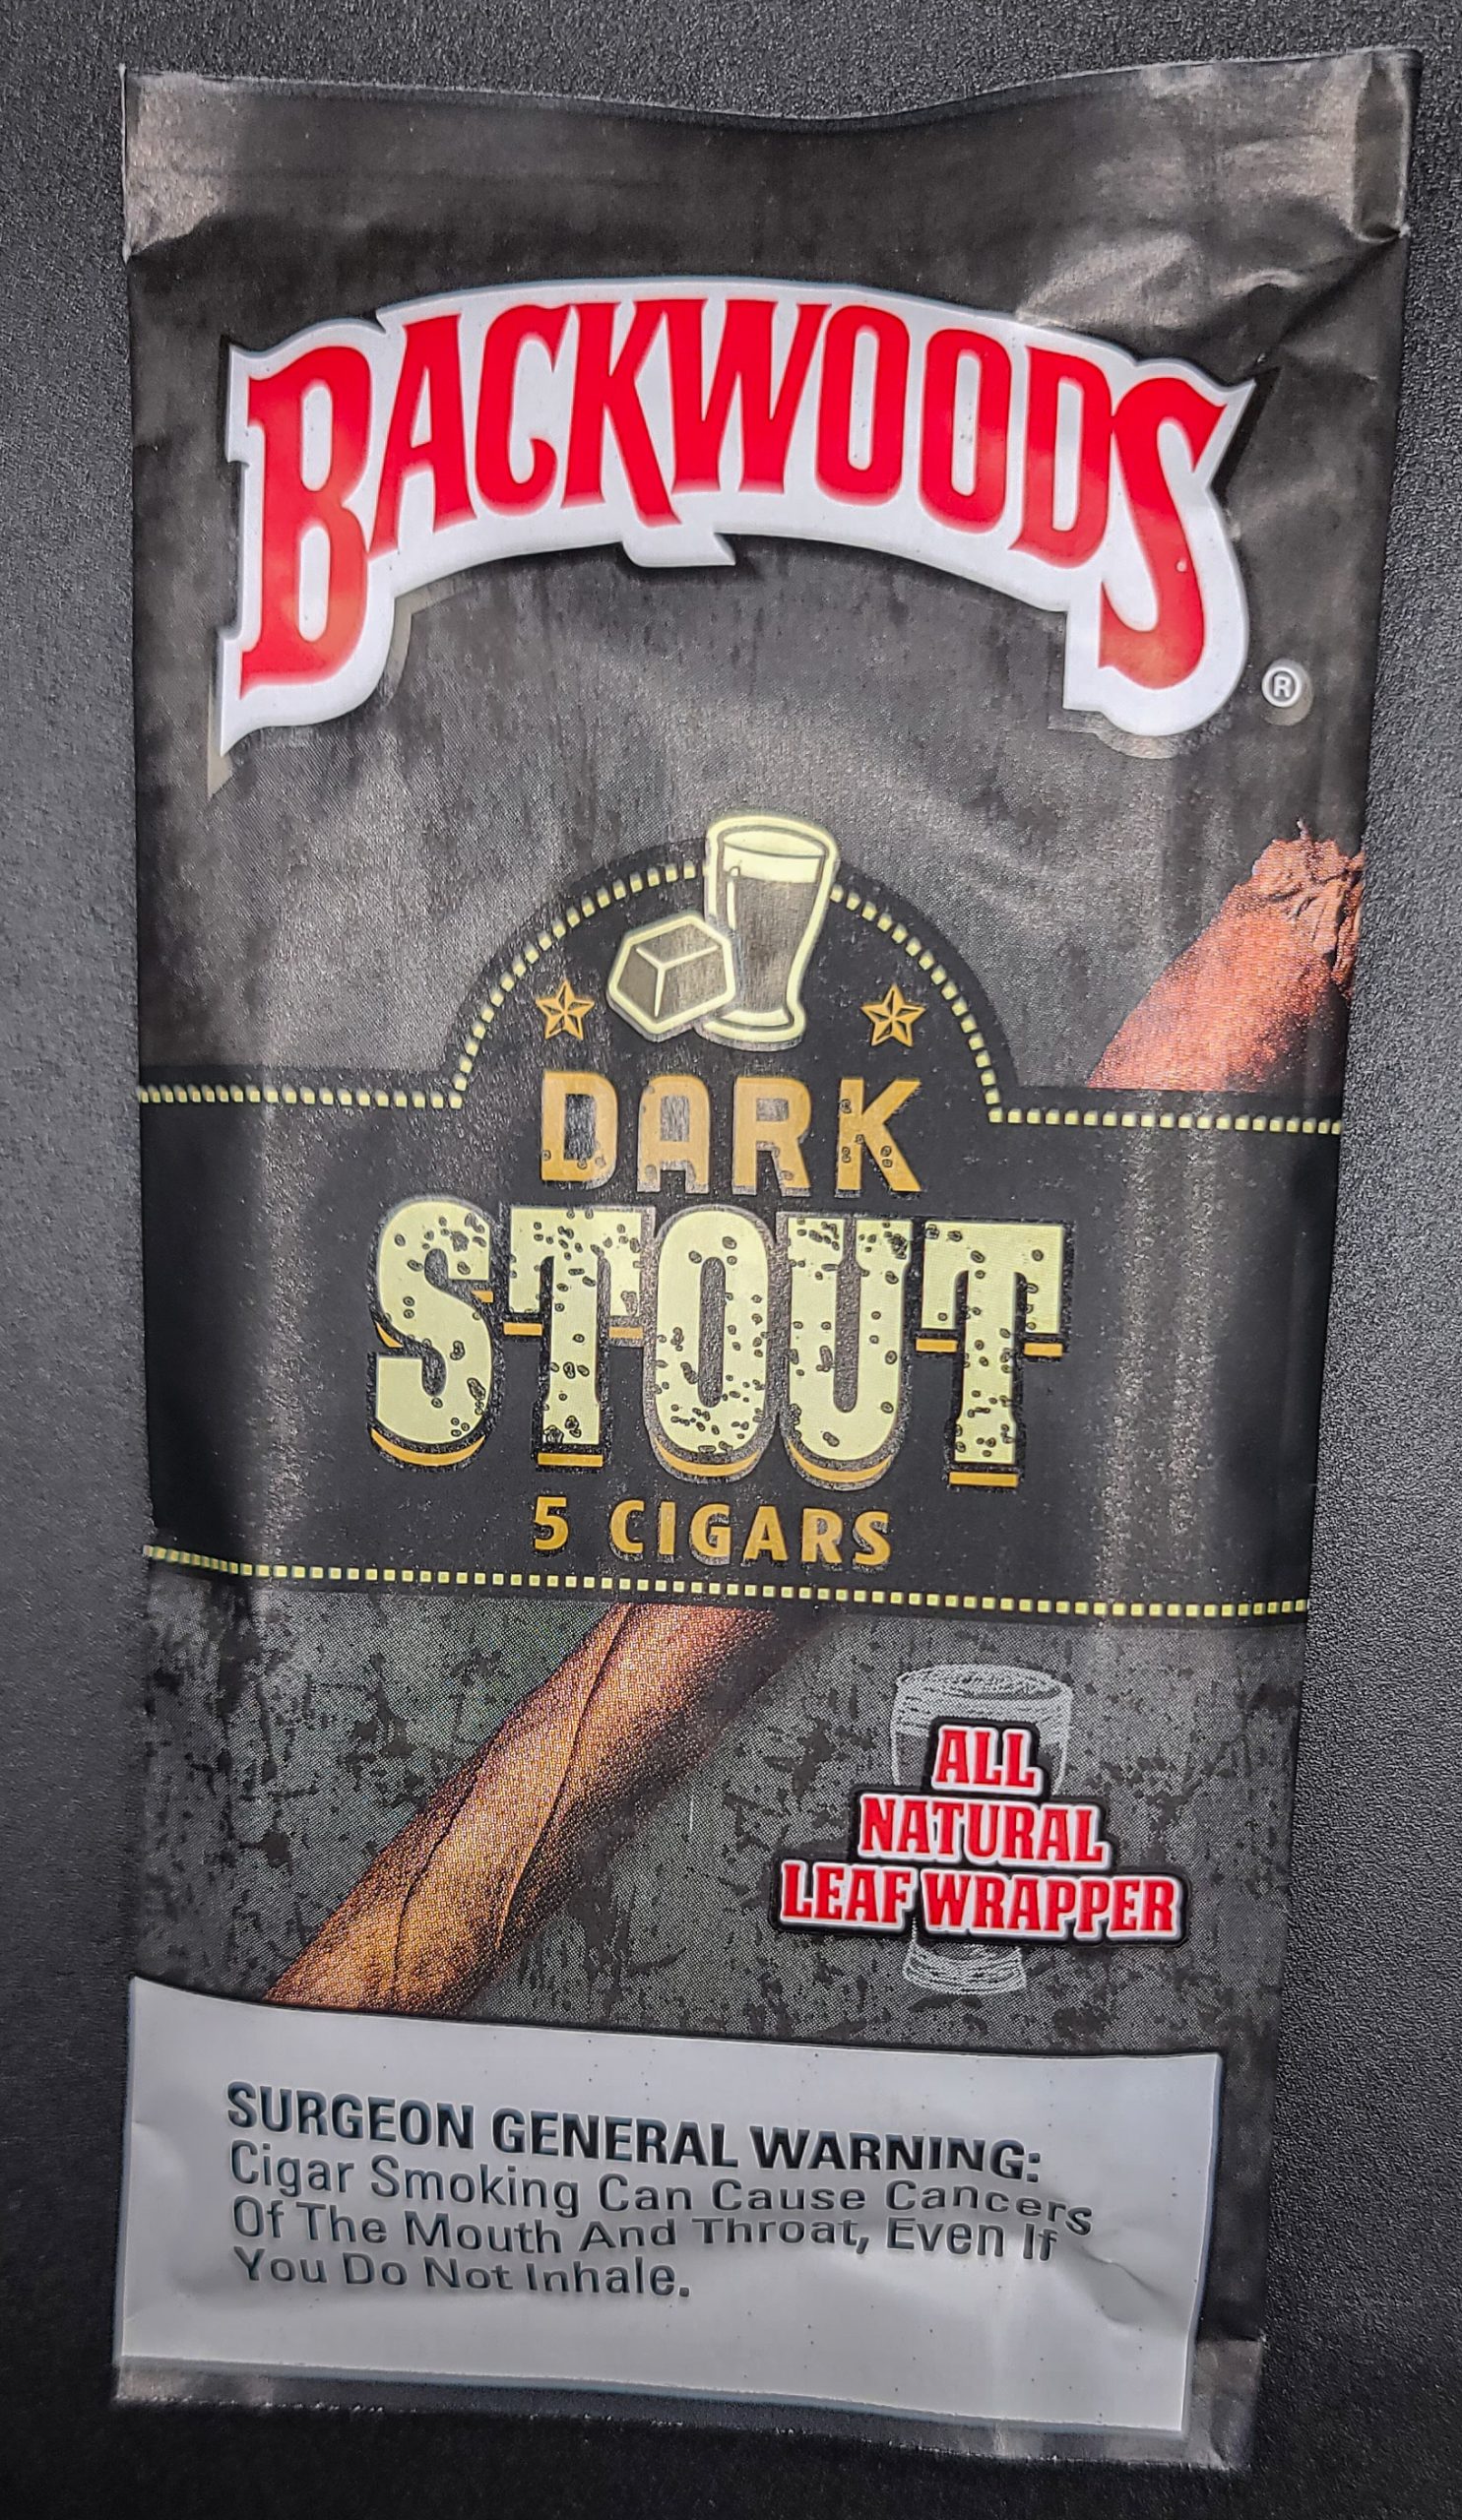 BACKWOODS®
DARK
STOUT
5 CIGARS
ALL
NATURAL
LEAF WRAPPER
SURGEON GENERAL WARNING:
Cigar Smoking Can Cause Cancers
Of The Mouth And Throat, Even If
You Do Not Inhale.